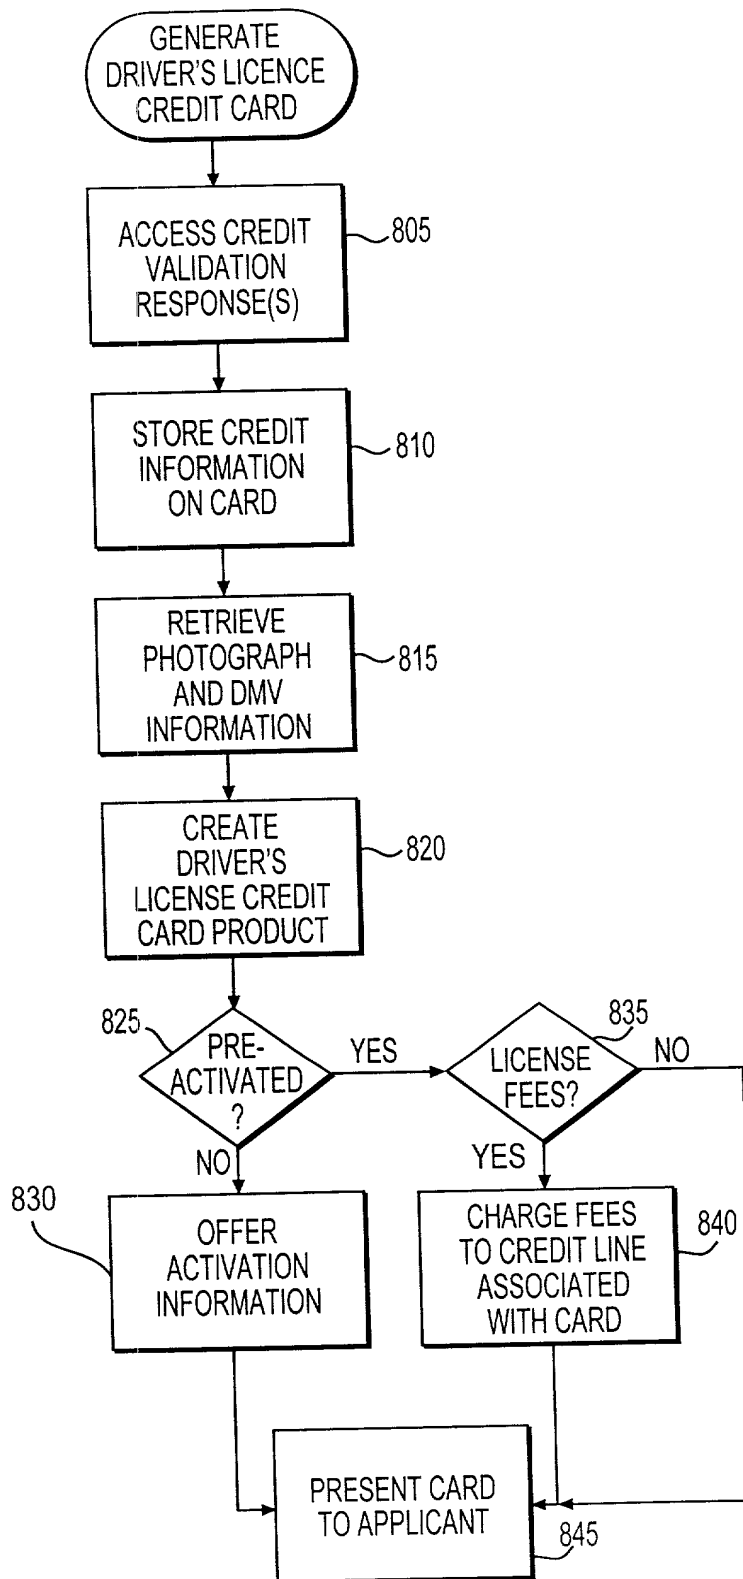 GENERATE
DRIVER'S LICENCE
CREDIT CARD
ACCESS CREDIT
VALIDATION
RESPONSE(S)
805
STORE CREDIT
INFORMATION
ON CARD
810
RETRIEVE
PHOTOGRAPH
AND DMV
INFORMATION
815
CREATE
DRIVER'S
LICENSE CREDIT
CARD PRODUCT
820
825
PRE-
ACTIVATED
?
YES
NO
835
LICENSE
FEES?
NO
YES
830
OFFER
ACTIVATION
INFORMATION
CHARGE FEES
TO CREDIT LINE
ASSOCIATED
WITH CARD
840
PRESENT CARD
TO APPLICANT
845